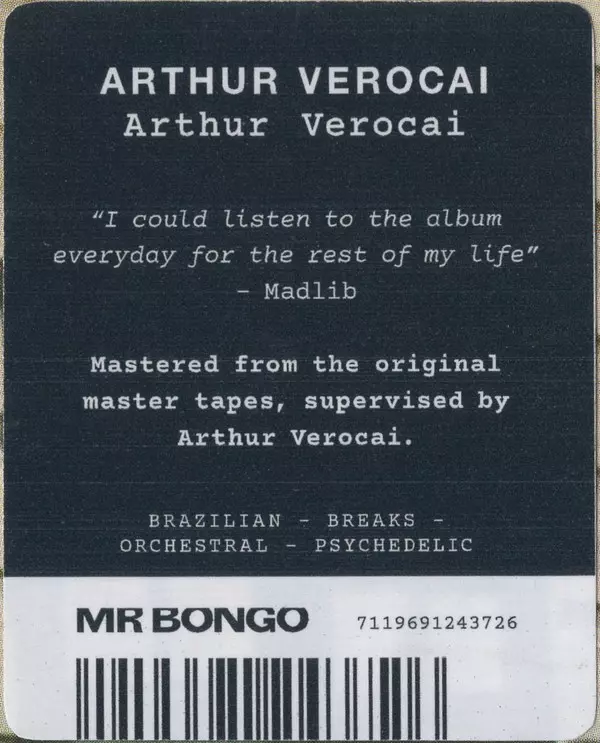 ARTHUR VEROCAI
Arthur Verocai
“I could listen to the album
everyday for the rest of my life”
– Madlib
Mastered from the original
master tapes, supervised by
Arthur Verocai.
BRAZILIAN – BREAKS –
ORCHESTRAL – PSYCHEDELIC
MR BONGO 7119691243726